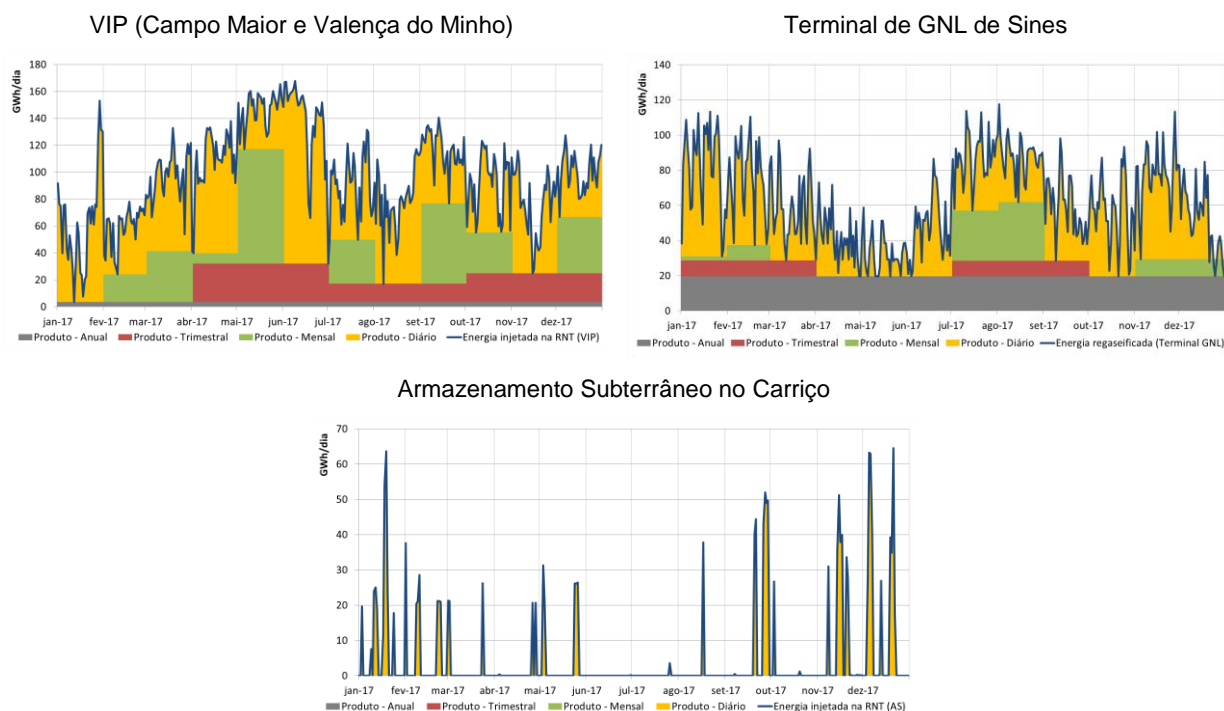 VIP (Campo Maior e Valença do Minho)
GWh/dia
180
160
140
120
100
80
60
40
20
0
jan-17 fev-17 mar-17 abr-17 mai-17 jun-17 jul-17 ago-17 set-17 out-17 nov-17 dez-17
Produto - Anual Produto - Trimestral Produto - Mensal Produto - Diário Energia injetada na RNT (VIP)
Terminal de GNL de Sines
GWh/dia
140
120
100
80
60
40
20
0
jan-17 fev-17 mar-17 abr-17 mai-17 jun-17 jul-17 ago-17 set-17 out-17 nov-17 dez-17
Produto - Anual Produto - Trimestral Produto - Mensal Produto - Diário Energia regaseificada (Terminal GNL)
Armazenamento Subterrâneo no Carriço
GWh/dia
70
60
50
40
30
20
10
0
jan-17 fev-17 mar-17 abr-17 mai-17 jun-17 jul-17 ago-17 set-17 out-17 nov-17 dez-17
Produto - Anual Produto - Trimestral Produto - Mensal Produto - Diário Energia injetada na RNT (AS)